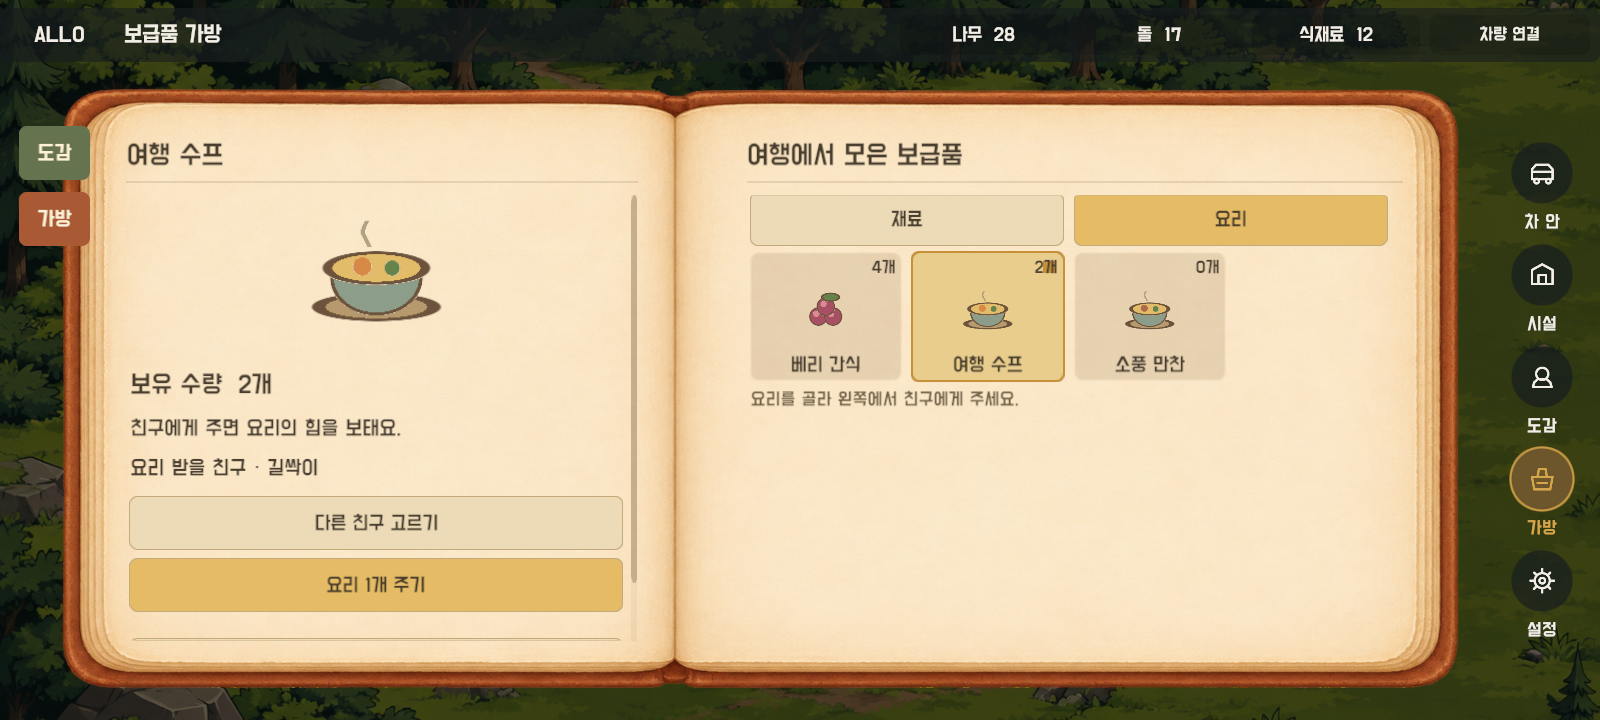 ALLO 보급품 가방 나무 28 돌 17 식재료 12 차량 연결
도감
가방
여행 수프
보유 수량 2개
친구에게 주면 요리의 힘을 보태요.
요리 받을 친구 · 길싹이
다른 친구 고르기
요리 1개 주기
여행에서 모은 보급품
재료 요리
4개 2개 0개
베리 간식 여행 수프 소풍 만찬
요리를 골라 왼쪽에서 친구에게 주세요.
차 안
시설
도감
가방
설정